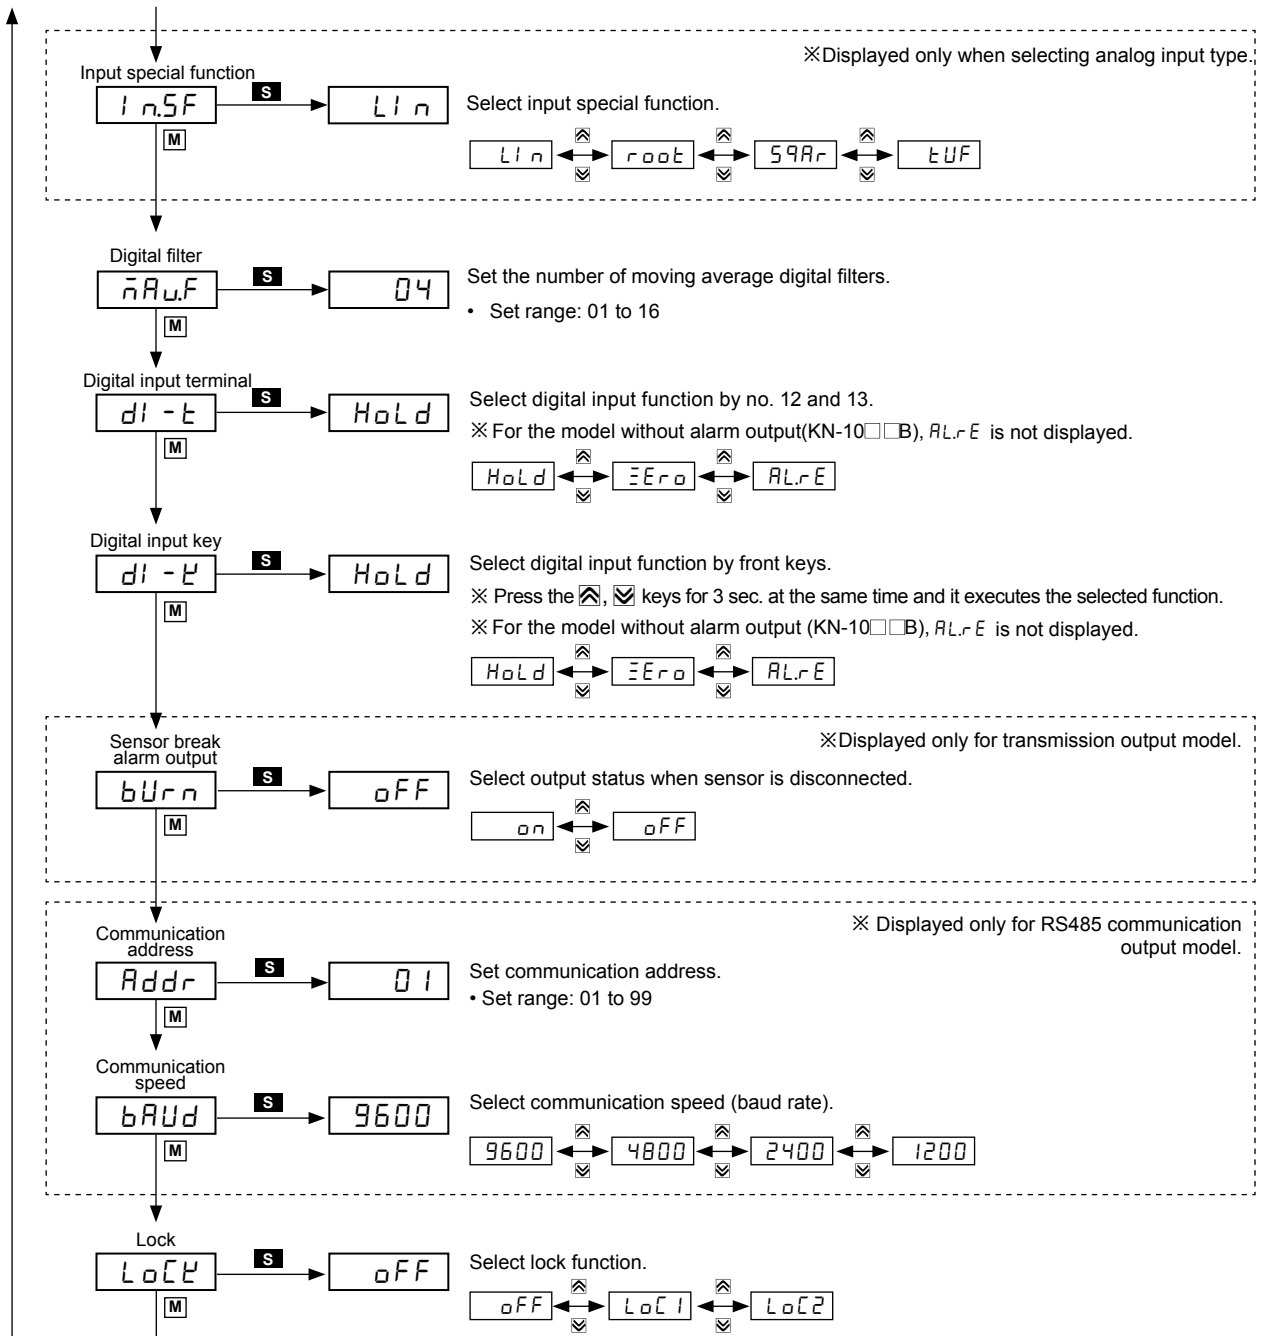 ※Displayed only when selecting analog input type.
Input special function
In.SF S LIn Select input special function.
M
LIn root SqAr tUF
Digital filter
mAv.F S 04 Set the number of moving average digital filters.
• Set range: 01 to 16
M
Digital input terminal
dI-t S HoLd Select digital input function by no. 12 and 13.
※ For the model without alarm output(KN-10□□B), AL.rE is not displayed.
M
HoLd ZEro AL.rE
Digital input key
dI-K S HoLd Select digital input function by front keys.
※ Press the , keys for 3 sec. at the same time and it executes the selected function.
M
※ For the model without alarm output (KN-10□□B), AL.rE is not displayed.
HoLd ZEro AL.rE
※Displayed only for transmission output model.
Sensor break
alarm output
bUrn S oFF Select output status when sensor is disconnected.
M
on oFF
※ Displayed only for RS485 communication
output model.
Communication
address
Addr S 01 Set communication address.
• Set range: 01 to 99
M
Communication
speed
bAUd S 9600 Select communication speed (baud rate).
M
9600 4800 2400 1200
Lock
LoCK S oFF Select lock function.
M
oFF LoC1 LoC2